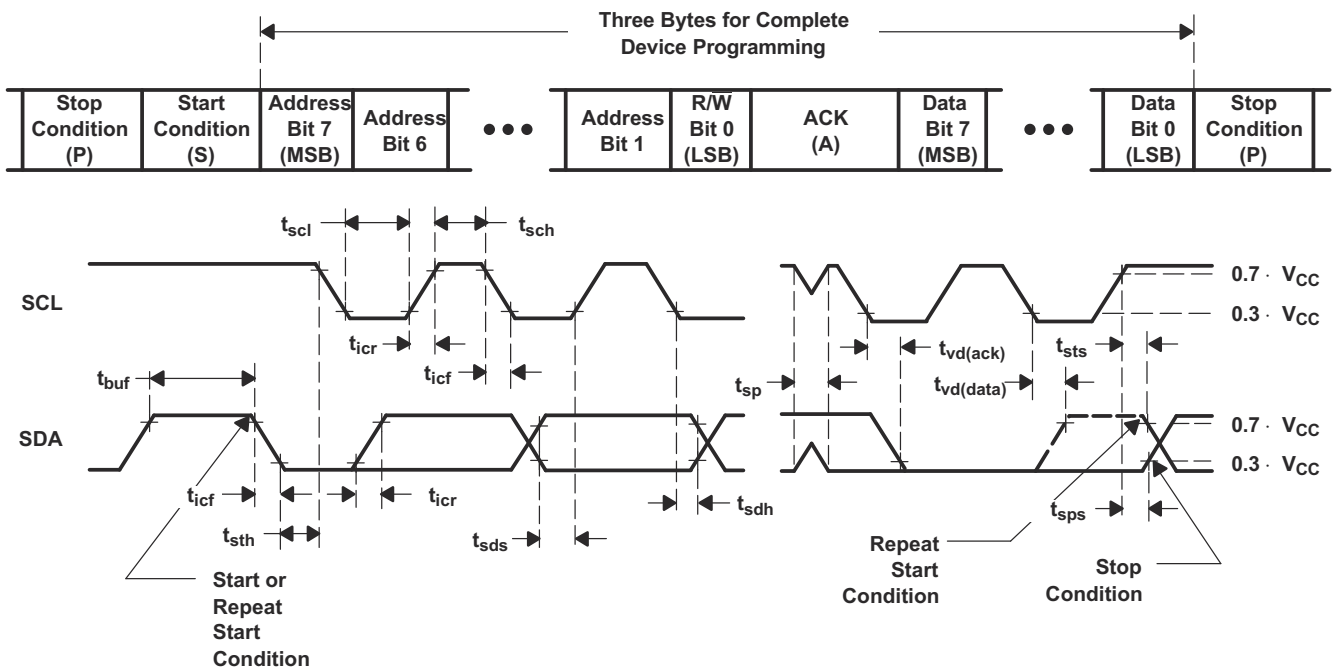 Three Bytes for Complete
Device Programming
Stop
Condition
(P)
Start
Condition
(S)
Address
Bit 7
(MSB)
Address
Bit 6
•••
Address
Bit 1
R/W̅
Bit 0
(LSB)
ACK
(A)
Data
Bit 7
(MSB)
•••
Data
Bit 0
(LSB)
Stop
Condition
(P)
tscl
tsch
SCL
0.7 · VCC
0.3 · VCC
ticr
ticf
tvd(ack)
tsts
tbuf
tsp
tvd(data)
SDA
0.7 · VCC
0.3 · VCC
ticf
ticr
tsdh
tsps
tsth
tsds
Start or
Repeat
Start
Condition
Repeat
Start
Condition
Stop
Condition